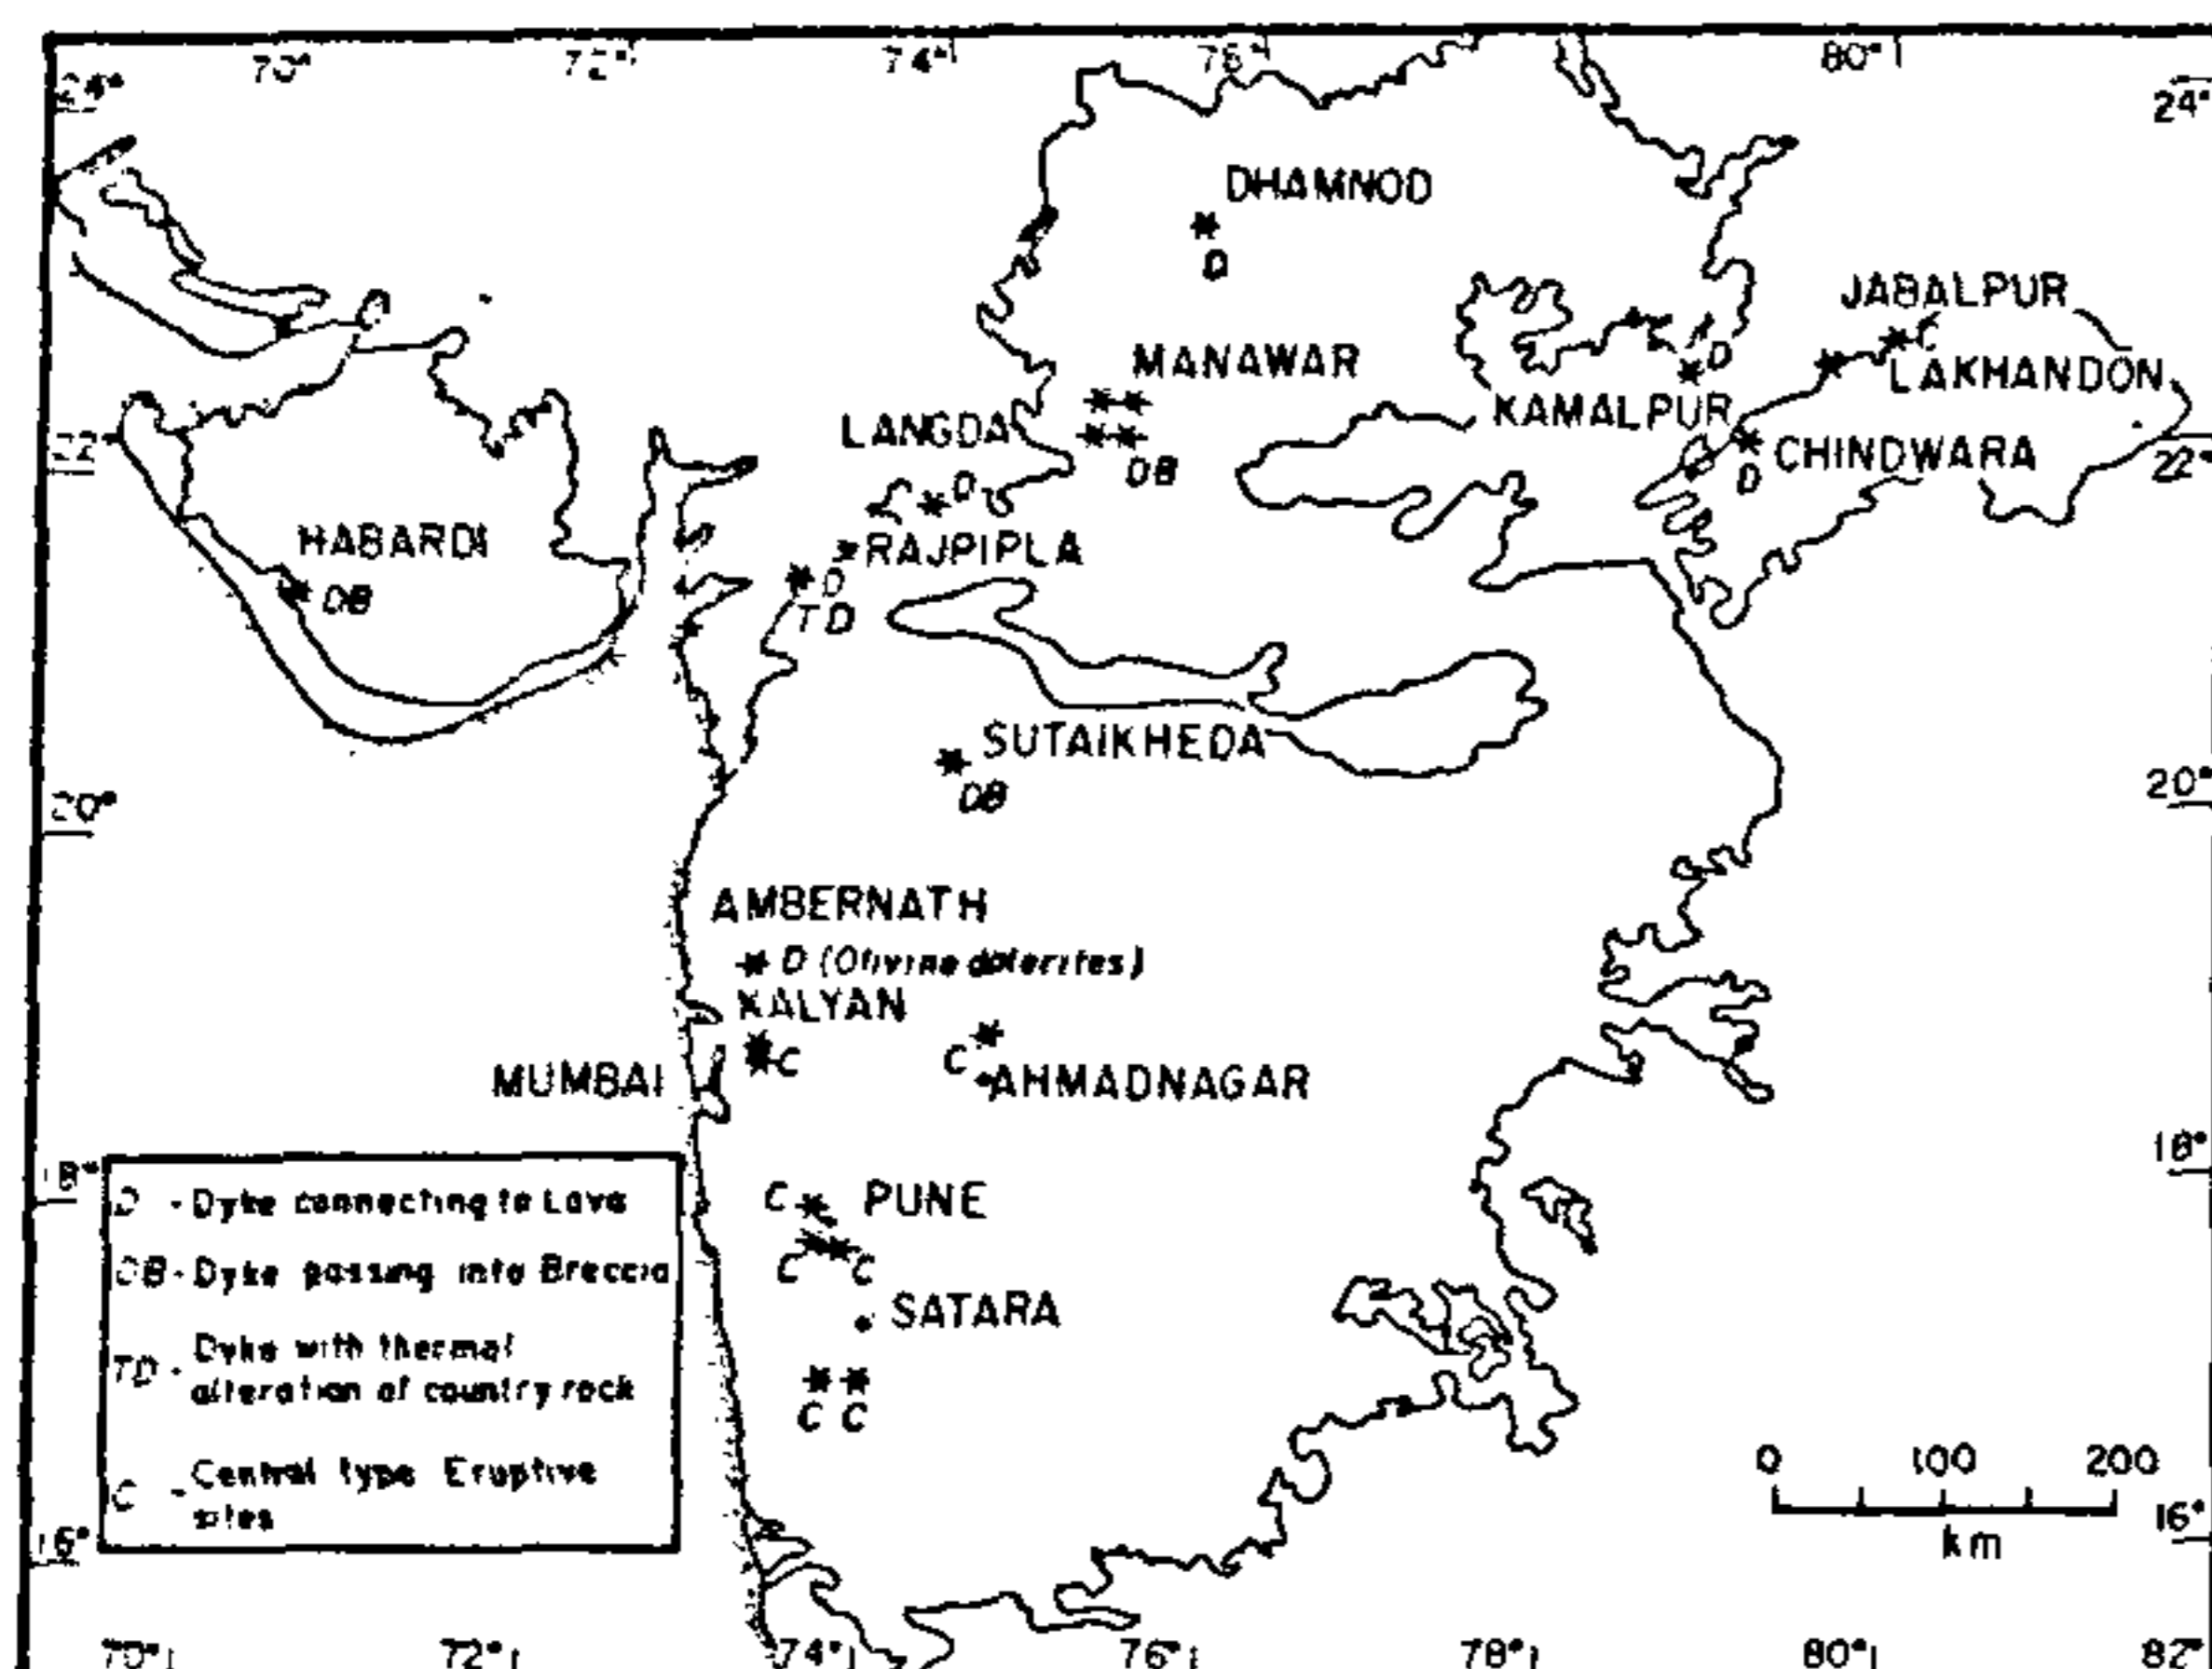 70° 72° 74° 76° 80°
24° 24°
DHAMNOD
D
JABALPUR
C
MANAWAR
D
LAKHANDON
KAMALPUR
LANGDA
22° 22°
DB
CHINDWARA
D
D
HABARDI
RAJPIPLA
D
DB
TD
SUTAIKHEDA
DB
20° 20°
AMBERNATH
D (Olivine dolerites)
KALYAN
C
C
MUMBAI
AHMADNAGAR
18° 18°
C PUNE
C C
SATARA
C C
D - Dyke connecting to Lava
DB - Dyke passing into Breccia
TD - Dyke with thermal
alteration of country rock
C - Central type Eruptive
sites
0 100 200
km
16° 16°
70° 72° 74° 76° 78° 80° 82°